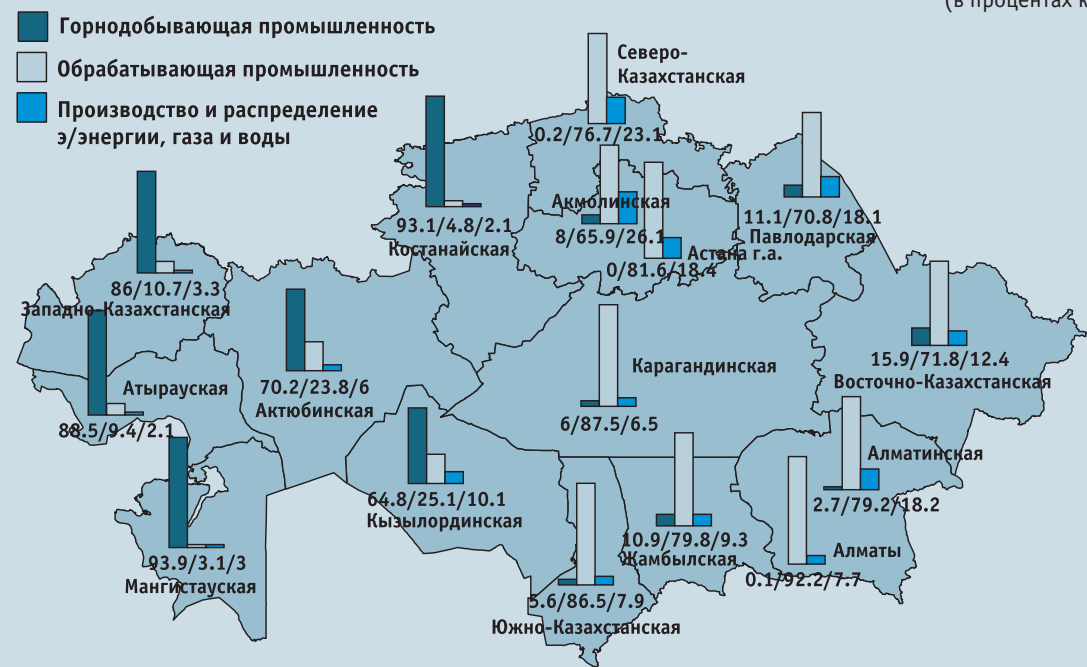 (в процентах к
Горнодобывающая промышленность
Обрабатывающая промышленность
Производство и распределение
э/энергии, газа и воды
Северо-
Казахстанская
0.2/76.7/23.1
Акмолинская
8/65.9/26.1
93.1/4.8/2.1
Костанайская
11.1/70.8/18.1
Павлодарская
Астана г.а.
0/81.6/18.4
86/10.7/3.3
Западно-Казахстанская
Атырауская
88.5/9.4/2.1
70.2/23.8/6
Актюбинская
Карагандинская
6/87.5/6.5
15.9/71.8/12.4
Восточно-Казахстанская
64.8/25.1/10.1
Кызылординская
Алматинская
2.7/79.2/18.2
10.9/79.8/9.3
Жамбылская
Алматы
0.1/92.2/7.7
93.9/3.1/3
Мангистауская
5.6/86.5/7.9
Южно-Казахстанская